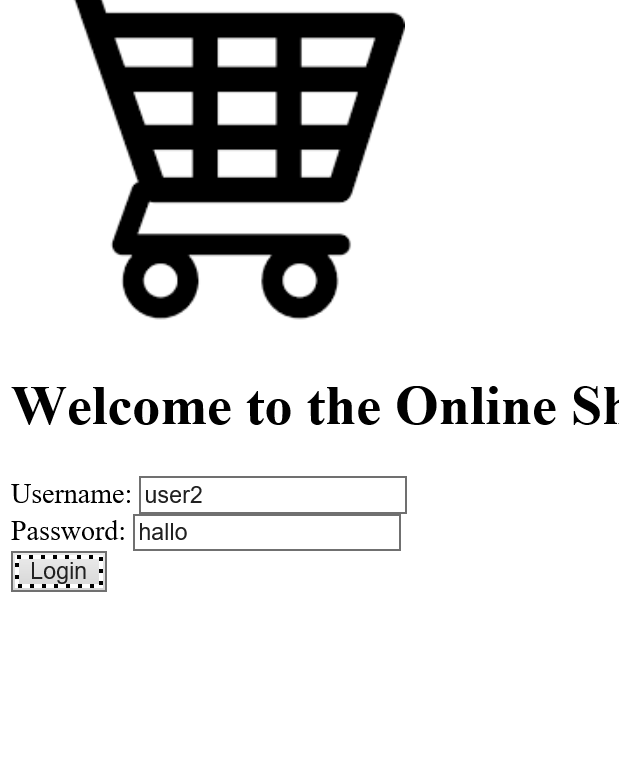 Welcome to the Online Sh
Username: user2
Password: hallo
Login